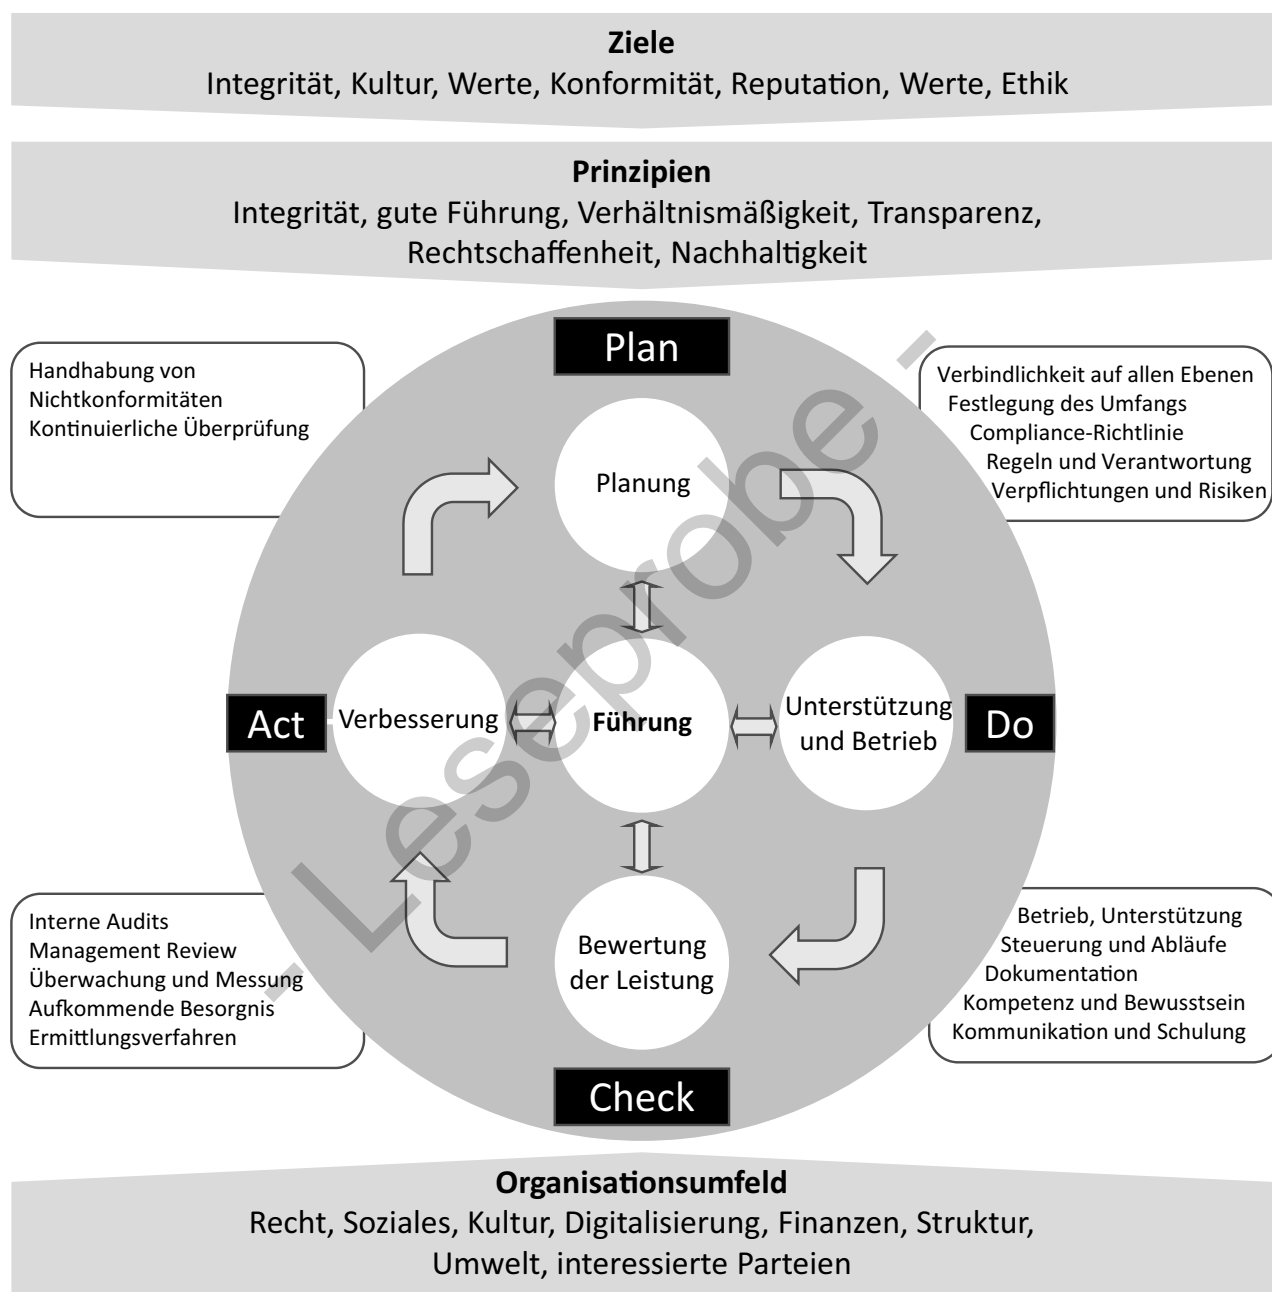 Ziele
Integrität, Kultur, Werte, Konformität, Reputation, Werte, Ethik
Prinzipien
Integrität, gute Führung, Verhältnismäßigkeit, Transparenz,
Rechtschaffenheit, Nachhaltigkeit
Plan
Handhabung von
Nichtkonformitäten
Kontinuierliche Überprüfung
Verbindlichkeit auf allen Ebenen
Festlegung des Umfangs
Compliance-Richtlinie
Regeln und Verantwortung
Verpflichtungen und Risiken
Planung
Act
Verbesserung
Führung
Unterstützung
und Betrieb
Do
- Leseprobe -
Interne Audits
Management Review
Überwachung und Messung
Aufkommende Besorgnis
Ermittlungsverfahren
Bewertung
der Leistung
Betrieb, Unterstützung
Steuerung und Abläufe
Dokumentation
Kompetenz und Bewusstsein
Kommunikation und Schulung
Check
Organisationsumfeld
Recht, Soziales, Kultur, Digitalisierung, Finanzen, Struktur,
Umwelt, interessierte Parteien